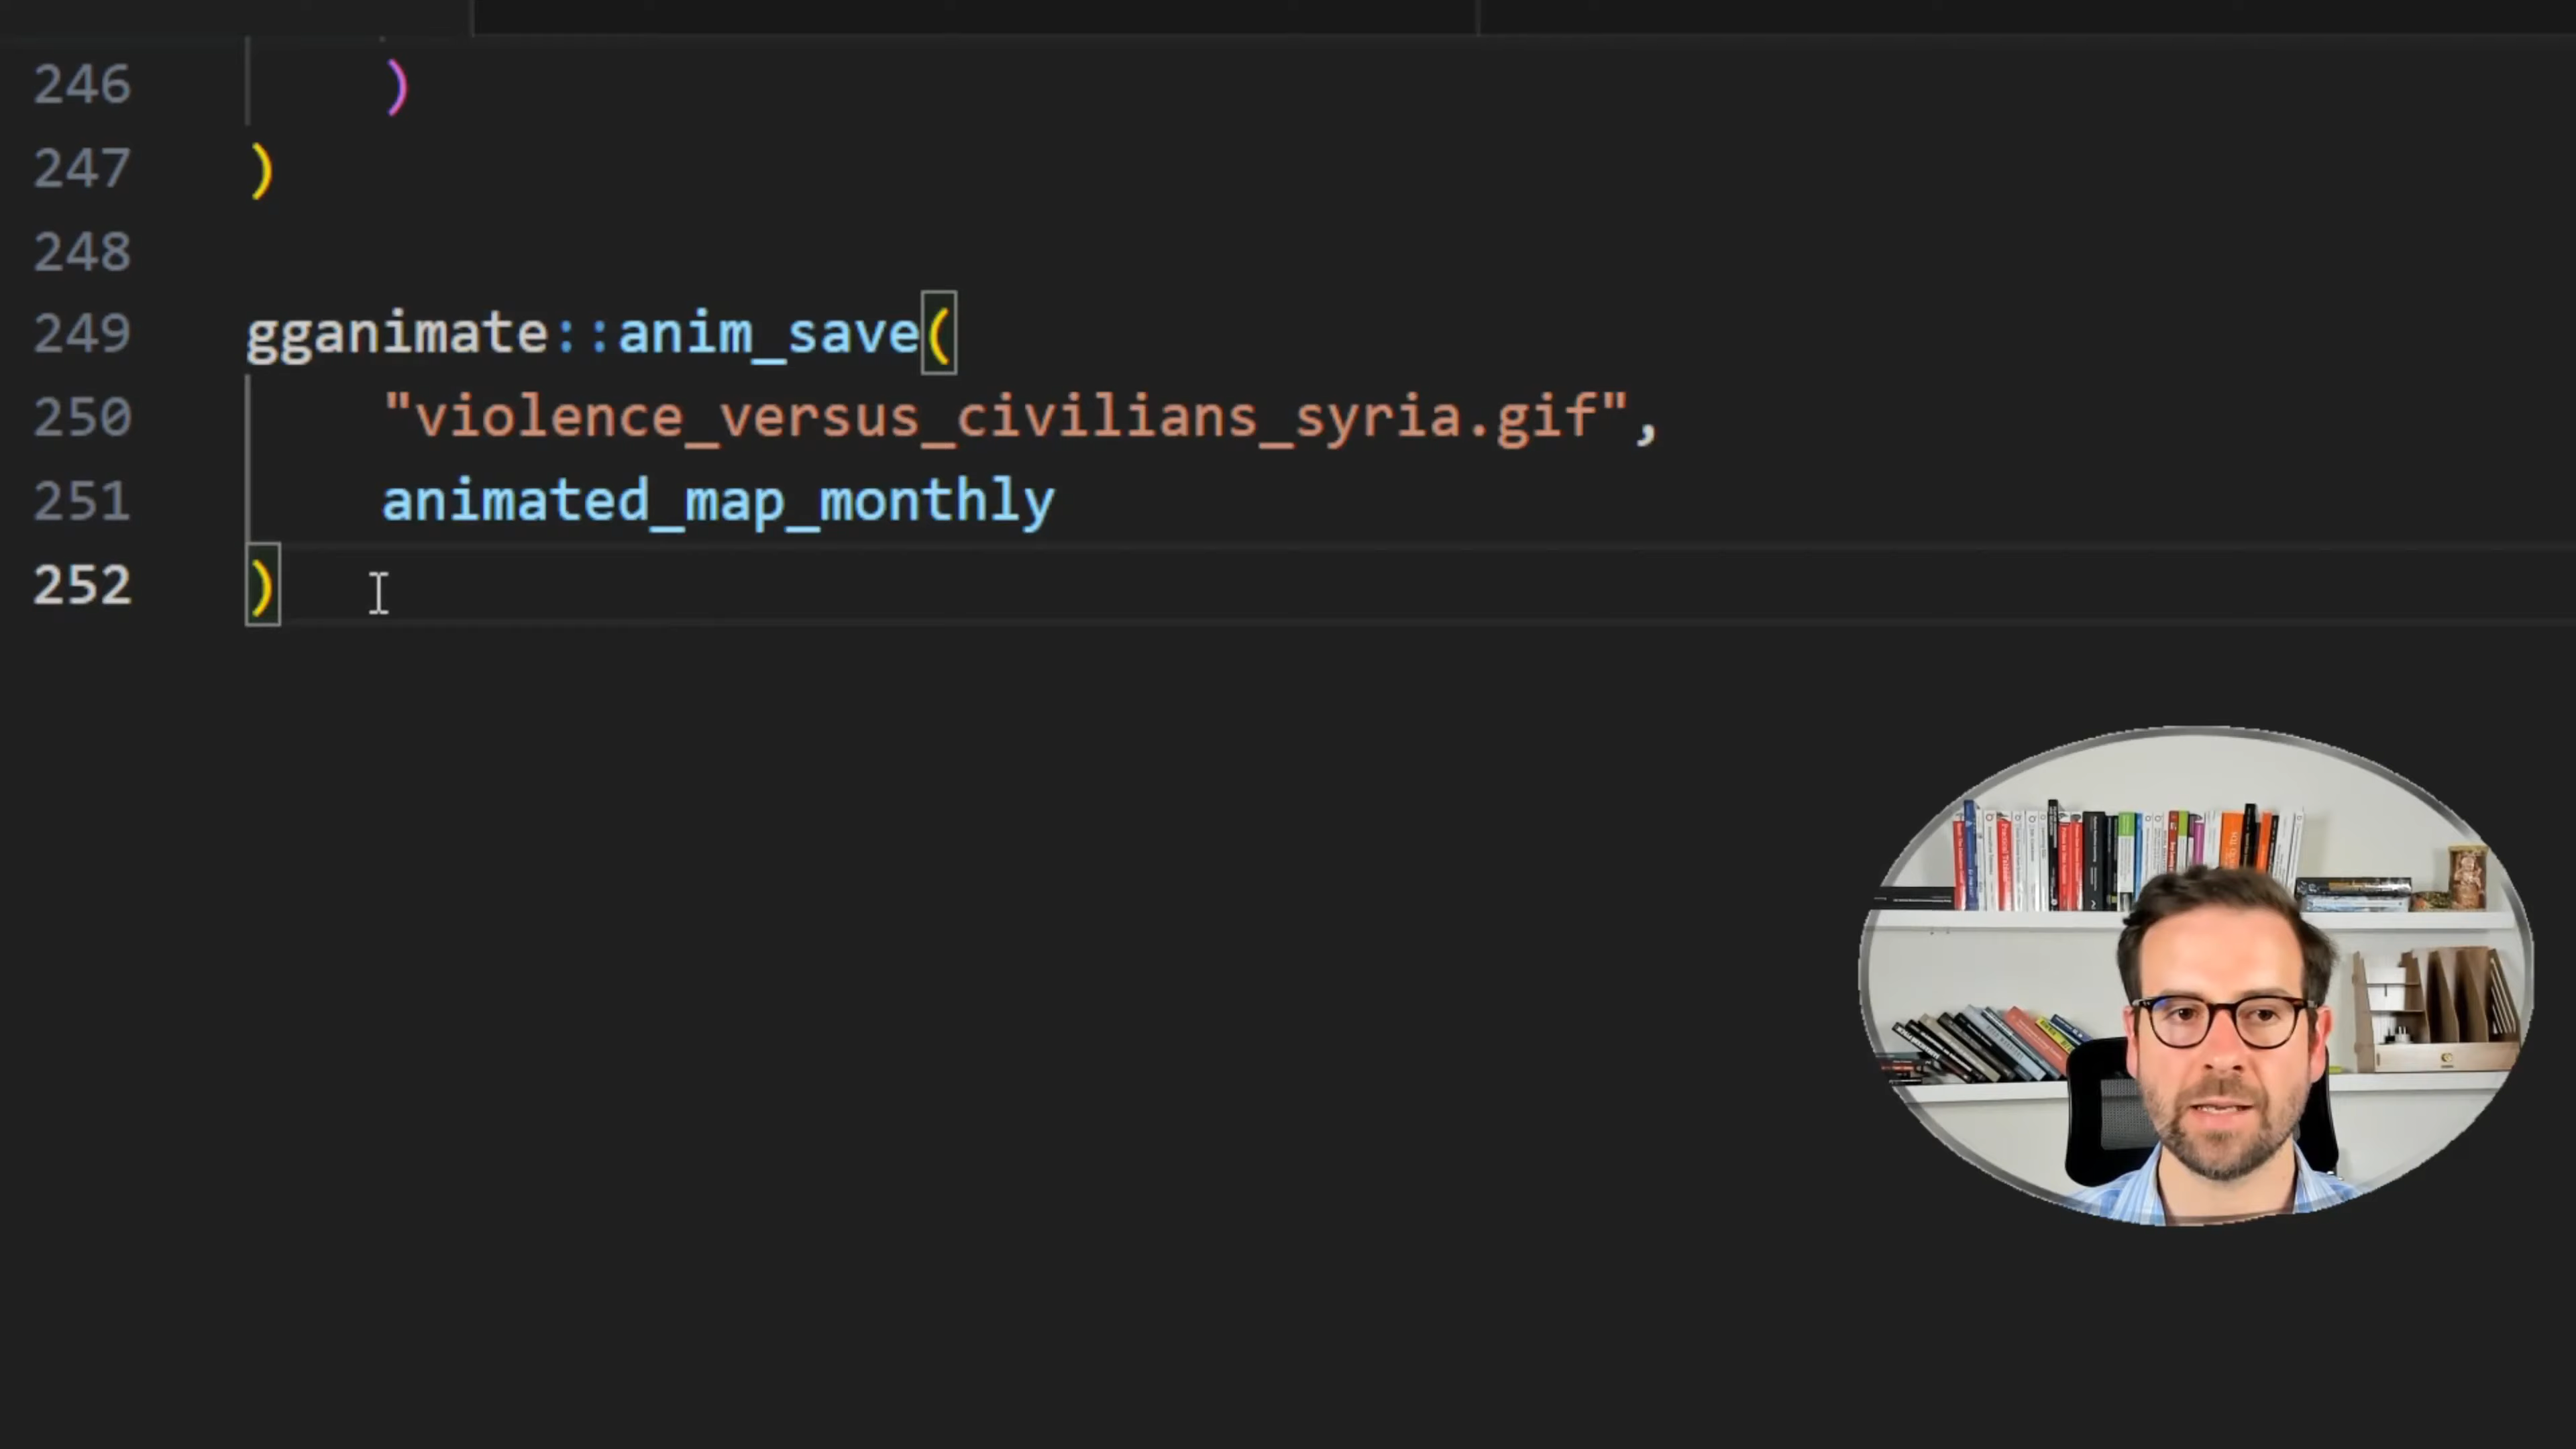 246 )
247 )
248
249 gganimate::anim_save(
250 "violence_versus_civilians_syria.gif",
251 animated_map_monthly
252 )